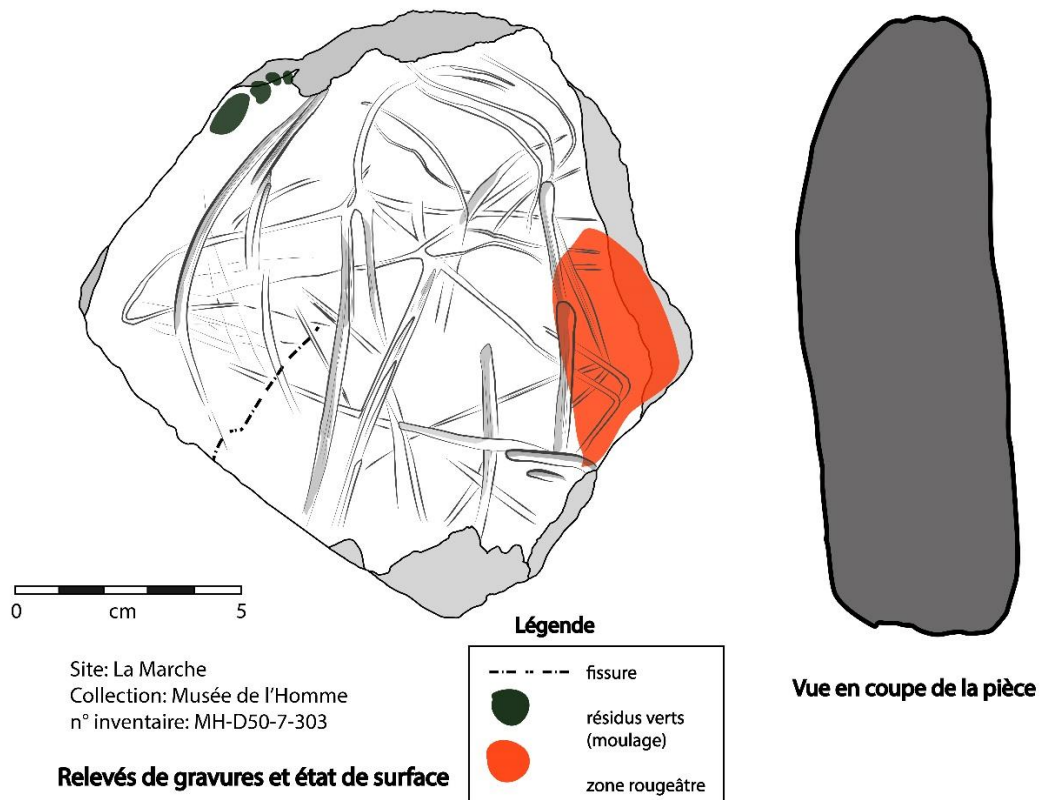 0 cm 5
Site: La Marche
Collection: Musée de l'Homme
n° inventaire: MH-D50-7-303
Relevés de gravures et état de surface
Légende
fissure
résidus verts
(moulage)
zone rougeâtre
Vue en coupe de la pièce